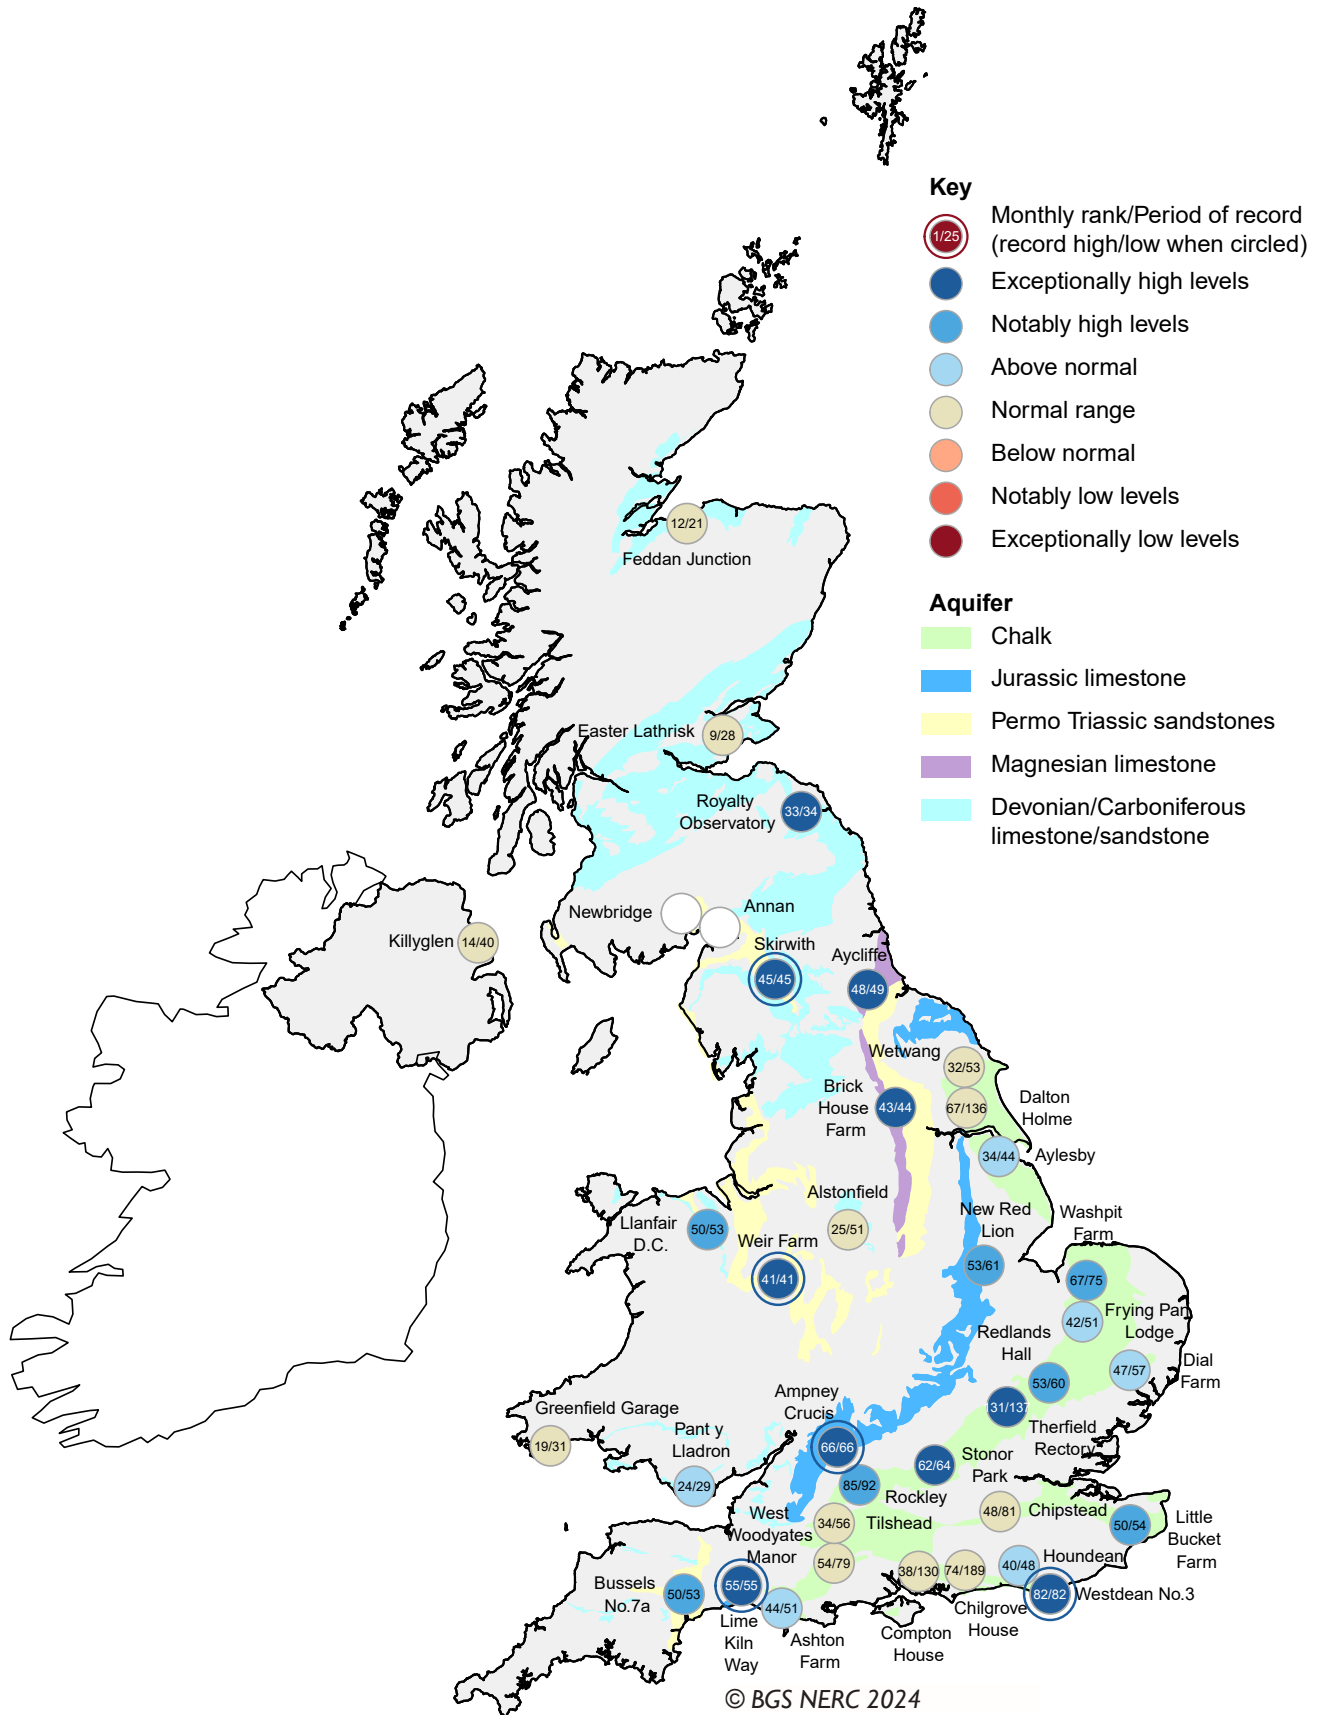 Key
1/25
Monthly rank/Period of record
(record high/low when circled)
Exceptionally high levels
Notably high levels
Above normal
Normal range
Below normal
Notably low levels
Exceptionally low levels
Aquifer
Chalk
Jurassic limestone
Permo Triassic sandstones
Magnesian limestone
Devonian/Carboniferous
limestone/sandstone
12/21
Feddan Junction
Easter Lathrisk
9/28
Royalty
Observatory
33/34
Newbridge
Annan
Killyglen
14/40
Skirwith
45/45
Aycliffe
48/49
Wetwang
32/53
Brick
House
Farm
43/44
67/136
Dalton
Holme
34/44
Aylesby
Llanfair
D.C.
50/53
Alstonfield
25/51
Weir Farm
41/41
New Red
Lion
53/61
Washpit
Farm
67/75
42/51
Frying Pan
Lodge
Redlands
Hall
53/60
47/57
Dial
Farm
131/137
Therfield
Rectory
Ampney
Crucis
66/66
Greenfield Garage
19/31
Pant y
Lladron
24/29
Stonor
Park
62/64
85/92
Rockley
48/81
Chipstead
50/54
Little
Bucket
Farm
34/56
Tilshead
West
Woodyates
Manor
54/79
38/130
Compton
House
74/189
Chilgrove
House
40/48
Houndean
82/82
Westdean No.3
Bussels
No.7a
50/53
55/55
Lime
Kiln
Way
44/51
Ashton
Farm
© BGS NERC 2024